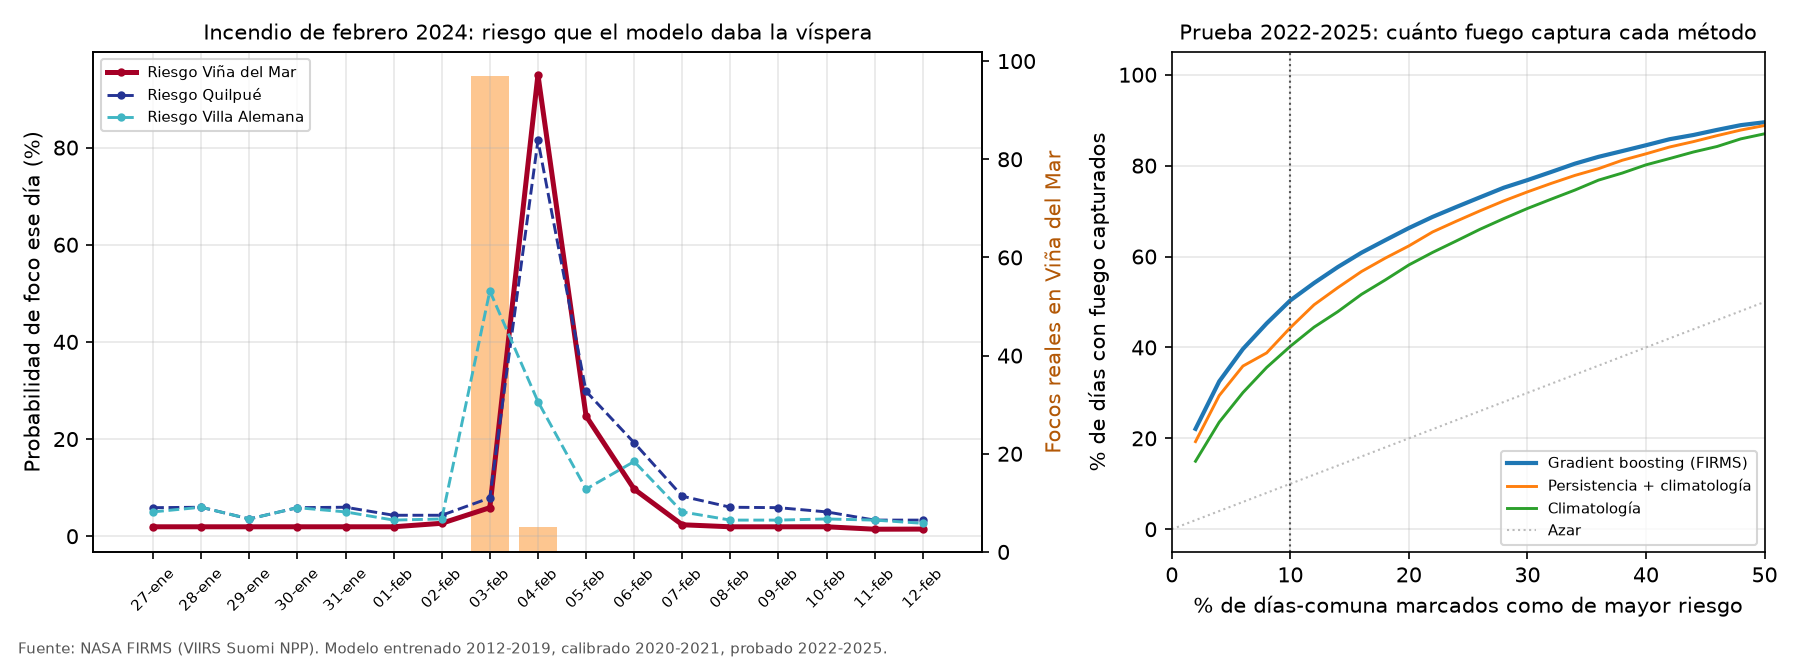 Incendio de febrero 2024: riesgo que el modelo daba la víspera
Riesgo Viña del Mar
Riesgo Quilpué
Riesgo Villa Alemana
Probabilidad de foco ese día (%)
80
60
40
20
0
100
80
60
40
20
0
Focos reales en Viña del Mar
27-ene
28-ene
29-ene
30-ene
31-ene
01-feb
02-feb
03-feb
04-feb
05-feb
06-feb
07-feb
08-feb
09-feb
10-feb
11-feb
12-feb
Prueba 2022-2025: cuánto fuego captura cada método
% de días con fuego capturados
100
80
60
40
20
0
Gradient boosting (FIRMS)
Persistencia + climatología
Climatología
Azar
0
10
20
30
40
50
% de días-comuna marcados como de mayor riesgo
Fuente: NASA FIRMS (VIIRS Suomi NPP). Modelo entrenado 2012-2019, calibrado 2020-2021, probado 2022-2025.